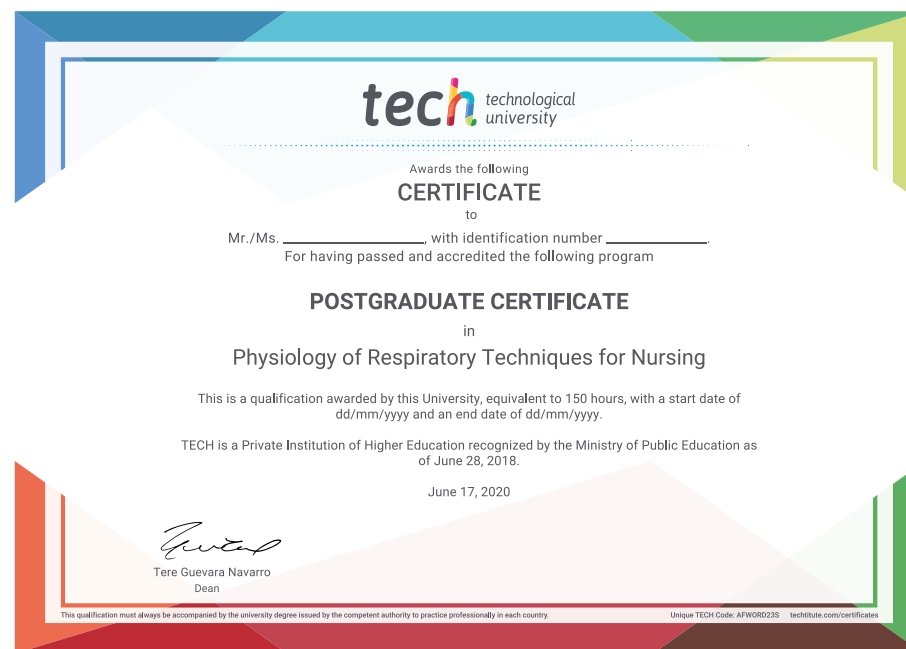 tech technological
university
Awards the following
CERTIFICATE
to
Mr./Ms. ____________________, with identification number ______________.
For having passed and accredited the following program
POSTGRADUATE CERTIFICATE
in
Physiology of Respiratory Techniques for Nursing
This is a qualification awarded by this University, equivalent to 150 hours, with a start date of
dd/mm/yyyy and an end date of dd/mm/yyyy.
TECH is a Private Institution of Higher Education recognized by the Ministry of Public Education as
of June 28, 2018.
June 17, 2020
Tere Guevara Navarro
Dean
This qualification must always be accompanied by the university degree issued by the competent authority to practice professionally in each country. Unique TECH Code: AFWORD23S techtitute.com/certificates